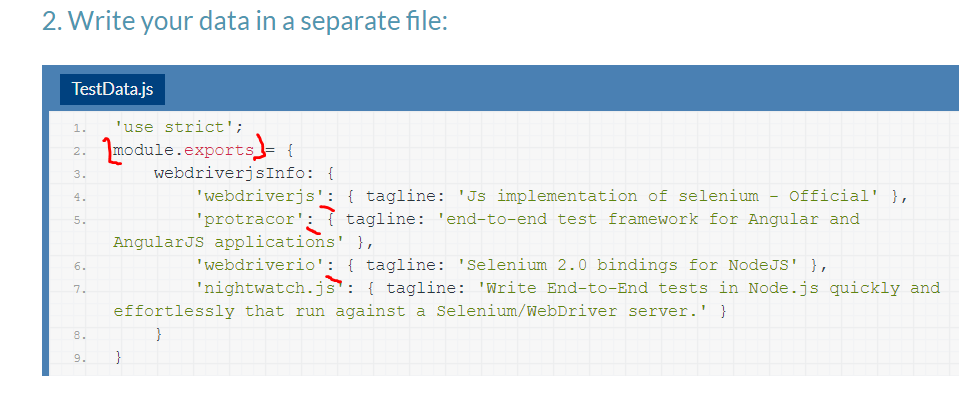 2. Write your data in a separate file:
TestData.js
1. 'use strict';
2. module.exports = {
3. webdriverjsInfo: {
4. 'webdriverjs': { tagline: 'Js implementation of selenium - Official' },
5. 'protracor': { tagline: 'end-to-end test framework for Angular and
AngularJS applications' },
6. 'webdriverio': { tagline: 'Selenium 2.0 bindings for NodeJS' },
7. 'nightwatch.js': { tagline: 'Write End-to-End tests in Node.js quickly and
effortlessly that run against a Selenium/WebDriver server.' }
8. }
9. }